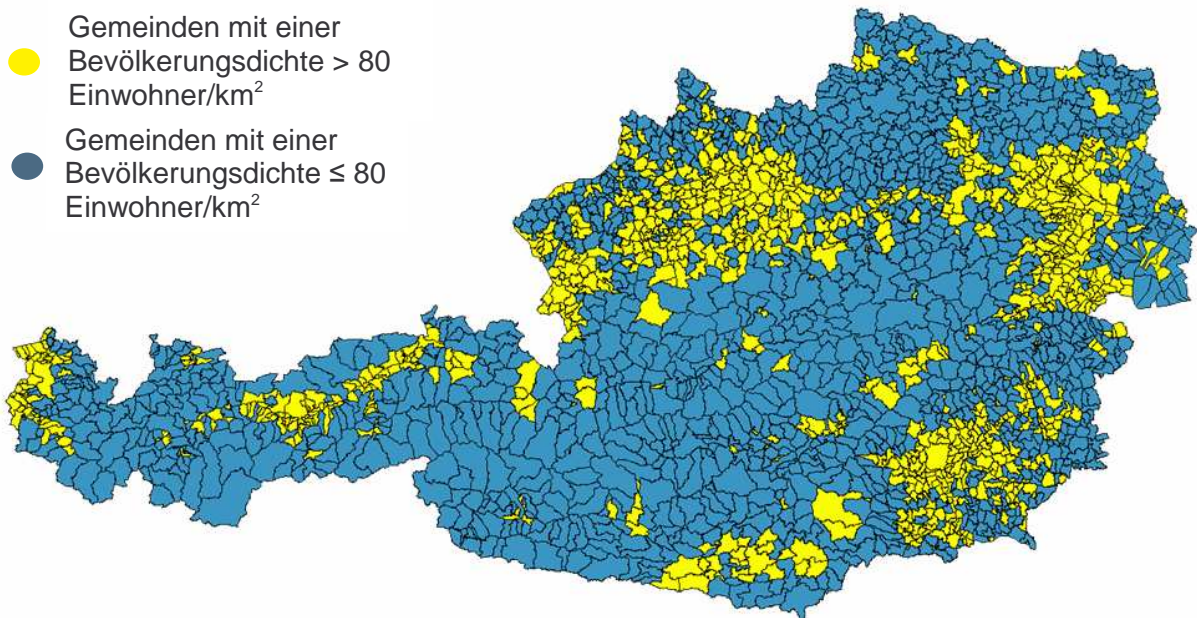 Gemeinden mit einer
Bevölkerungsdichte > 80
Einwohner/km²
Gemeinden mit einer
Bevölkerungsdichte ≤ 80
Einwohner/km²